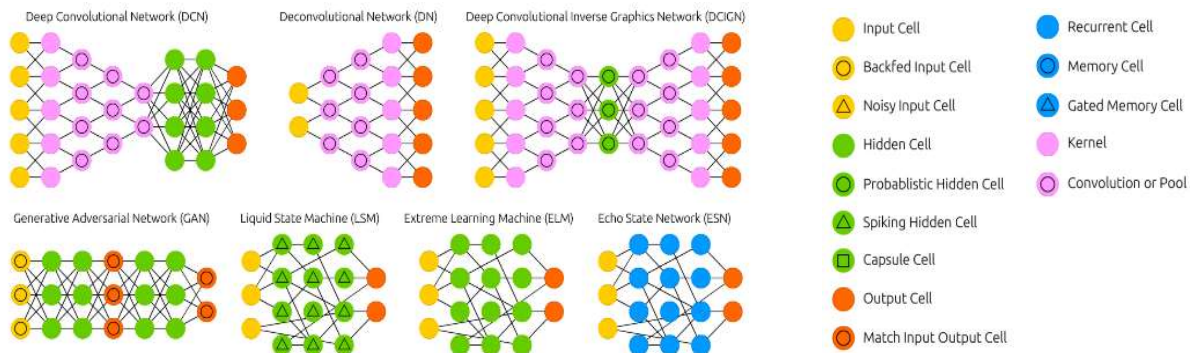 Deep Convolutional Network (DCN)
Deconvolutional Network (DN)
Deep Convolutional Inverse Graphics Network (DCIGN)
Generative Adversarial Network (GAN)
Liquid State Machine (LSM)
Extreme Learning Machine (ELM)
Echo State Network (ESN)
Input Cell
Backfed Input Cell
Noisy Input Cell
Hidden Cell
Probablistic Hidden Cell
Spiking Hidden Cell
Capsule Cell
Output Cell
Match Input Output Cell
Recurrent Cell
Memory Cell
Gated Memory Cell
Kernel
Convolution or Pool